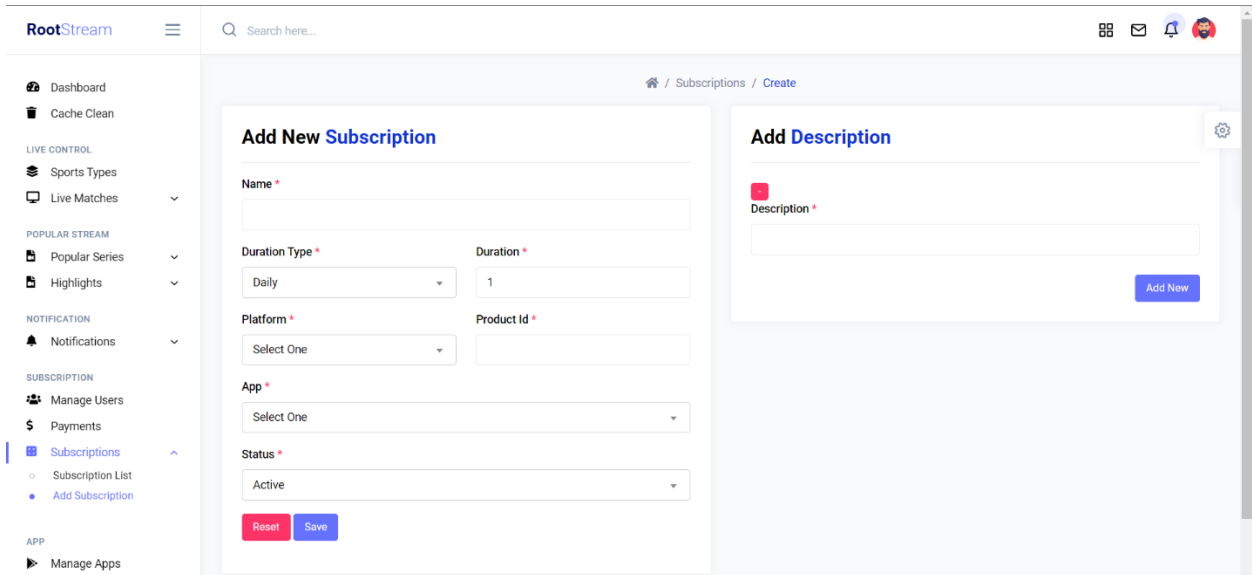 RootStream
Search here...
Dashboard
Cache Clean
LIVE CONTROL
Sports Types
Live Matches
POPULAR STREAM
Popular Series
Highlights
NOTIFICATION
Notifications
SUBSCRIPTION
Manage Users
Payments
Subscriptions
Subscription List
Add Subscription
APP
Manage Apps
/ Subscriptions / Create
Add New Subscription
Name *
Duration Type *
Duration *
Daily
1
Platform *
Product Id *
Select One
App *
Select One
Status *
Active
Reset
Save
Add Description
-
Description *
Add New